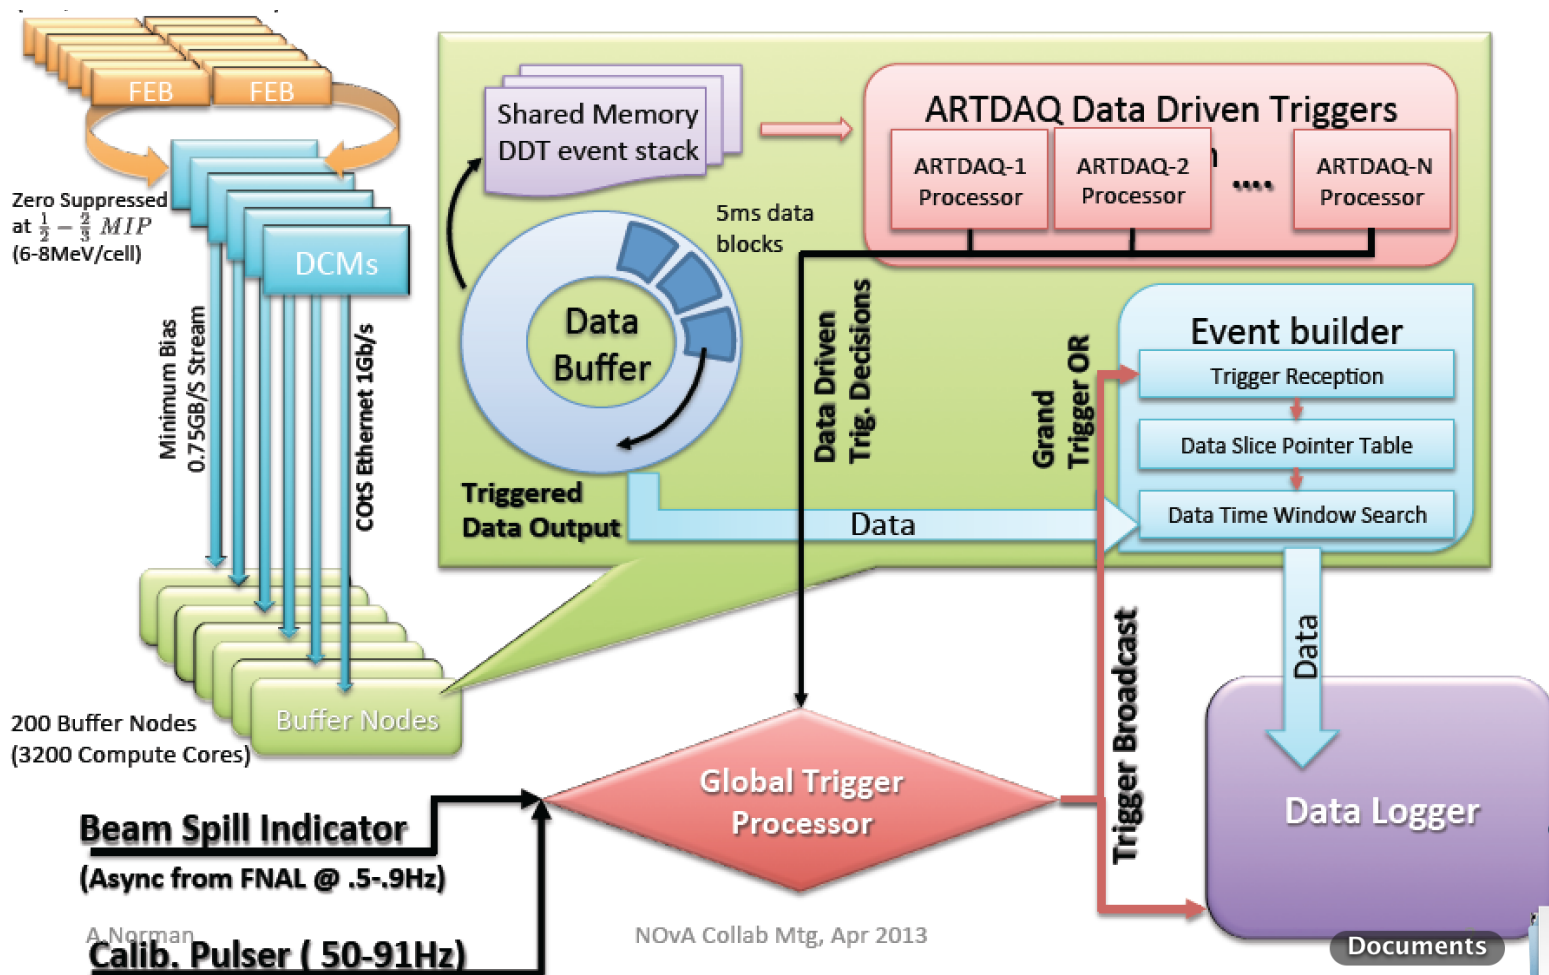 FEB
FEB
Zero Suppressed
at 1/2 – 2/3 MIP
(6-8MeV/cell)
DCMs
Minimum Bias
0.75GB/S Stream
COtS Ethernet 1Gb/s
200 Buffer Nodes
(3200 Compute Cores)
Buffer Nodes
Shared Memory
DDT event stack
5ms data
blocks
Data
Buffer
Triggered
Data Output
Data
ARTDAQ Data Driven Triggers
ARTDAQ-1
Processor
ARTDAQ-2
Processor
....
ARTDAQ-N
Processor
Data Driven
Trig. Decisions
Grand
Trigger OR
Event builder
Trigger Reception
Data Slice Pointer Table
Data Time Window Search
Data
Trigger Broadcast
Global Trigger
Processor
Data Logger
Beam Spill Indicator
(Async from FNAL @ .5-.9Hz)
Calib. Pulser ( 50-91Hz)
A.Norman
NOvA Collab Mtg, Apr 2013
Documents